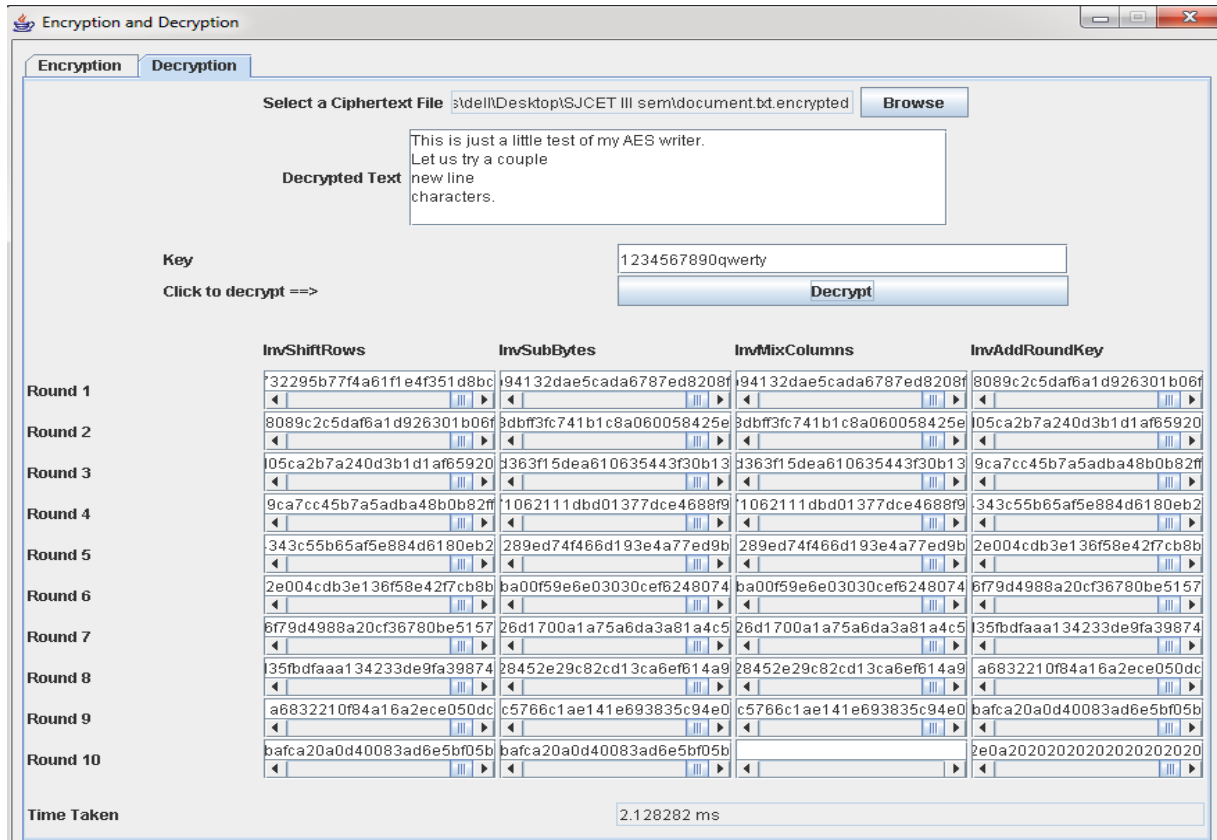 Encryption and Decryption
Encryption Decryption
Select a Ciphertext File s\dell\Desktop\SJCET III sem\document.txt.encrypted Browse
Decrypted Text
This is just a little test of my AES writer.
Let us try a couple
new line
characters.
Key 1234567890qwerty
Click to decrypt ==> Decrypt
InvShiftRows InvSubBytes InvMixColumns InvAddRoundKey
Round 1 732295b77f4a61f1e4f351d8bc 94132dae5cada6787ed8208f 94132dae5cada6787ed8208f 8089c2c5daf6a1d926301b06f
Round 2 8089c2c5daf6a1d926301b06f 3dbff3fc741b1c8a060058425e 3dbff3fc741b1c8a060058425e 05ca2b7a240d3b1d1af65920
Round 3 05ca2b7a240d3b1d1af65920 d363f15dea610635443f30b13 d363f15dea610635443f30b13 9ca7cc45b7a5adba48b0b82ff
Round 4 9ca7cc45b7a5adba48b0b82ff 1062111dbd01377dce4688f9 1062111dbd01377dce4688f9 343c55b65af5e884d6180eb2
Round 5 343c55b65af5e884d6180eb2 289ed74f466d193e4a77ed9b 289ed74f466d193e4a77ed9b 2e004cdb3e136f58e42f7cb8b
Round 6 2e004cdb3e136f58e42f7cb8b ba00f59e6e03030cef6248074 ba00f59e6e03030cef6248074 6f79d4988a20cf36780be5157
Round 7 6f79d4988a20cf36780be5157 26d1700a1a75a6da3a81a4c5 26d1700a1a75a6da3a81a4c5 35fbdfaaa134233de9fa39874
Round 8 35fbdfaaa134233de9fa39874 28452e29c82cd13ca6ef614a9 28452e29c82cd13ca6ef614a9 a6832210f84a16a2ece050dc
Round 9 a6832210f84a16a2ece050dc c5766c1ae141e693835c94e0 c5766c1ae141e693835c94e0 bafca20a0d40083ad6e5bf05b
Round 10 bafca20a0d40083ad6e5bf05b bafca20a0d40083ad6e5bf05b 2e0a2020202020202020202020
Time Taken 2.128282 ms